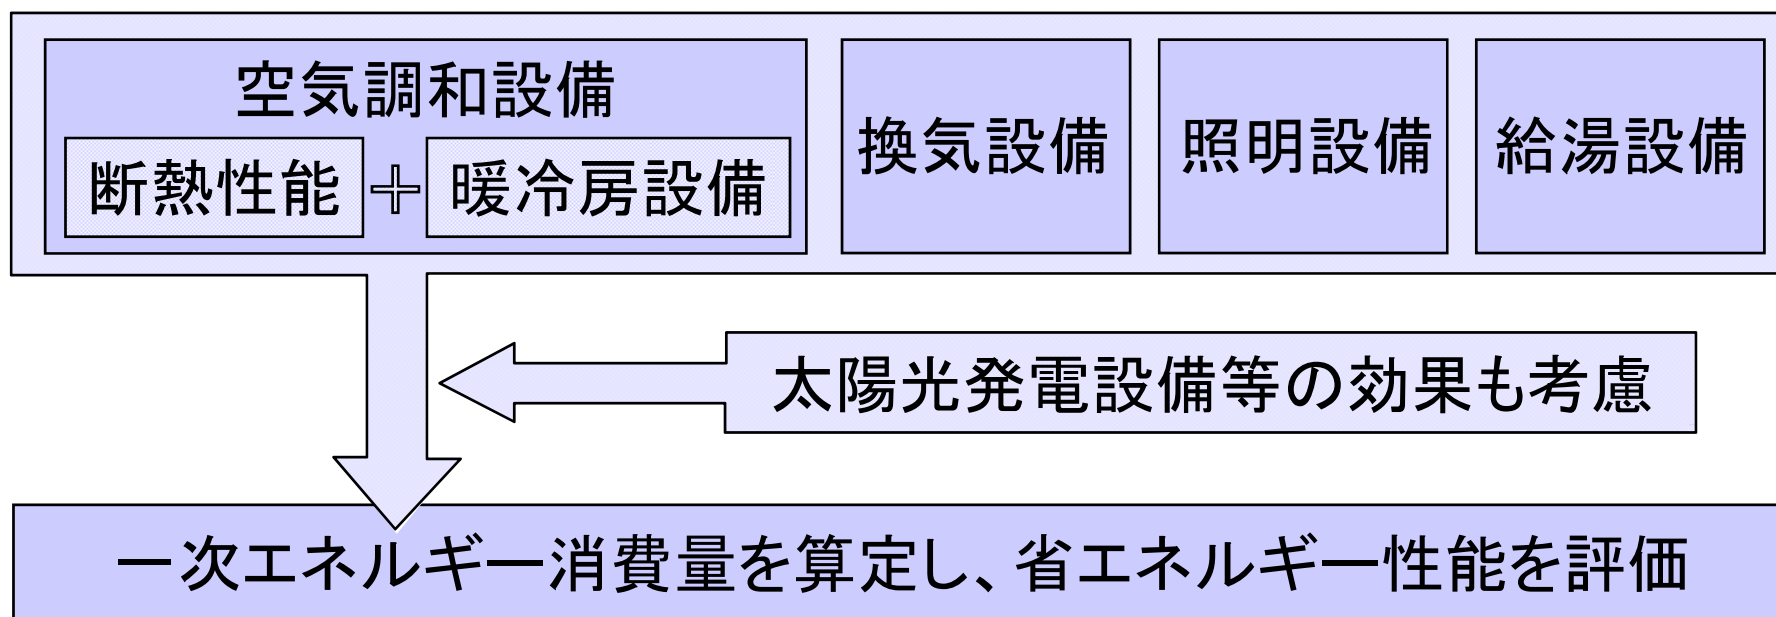 空気調和設備
断熱性能
+
暖冷房設備
換気設備
照明設備
給湯設備
太陽光発電設備等の効果も考慮
一次エネルギー消費量を算定し、省エネルギー性能を評価